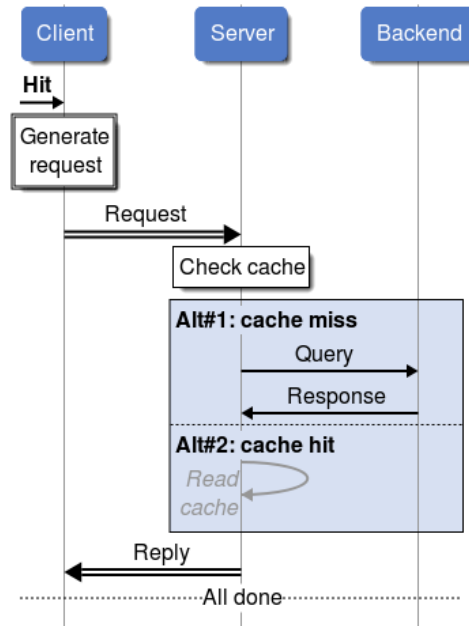 Client
Server
Backend
Hit
Generate
request
Request
Check cache
Alt#1: cache miss
Query
Response
Alt#2: cache hit
Read
cache
Reply
All done